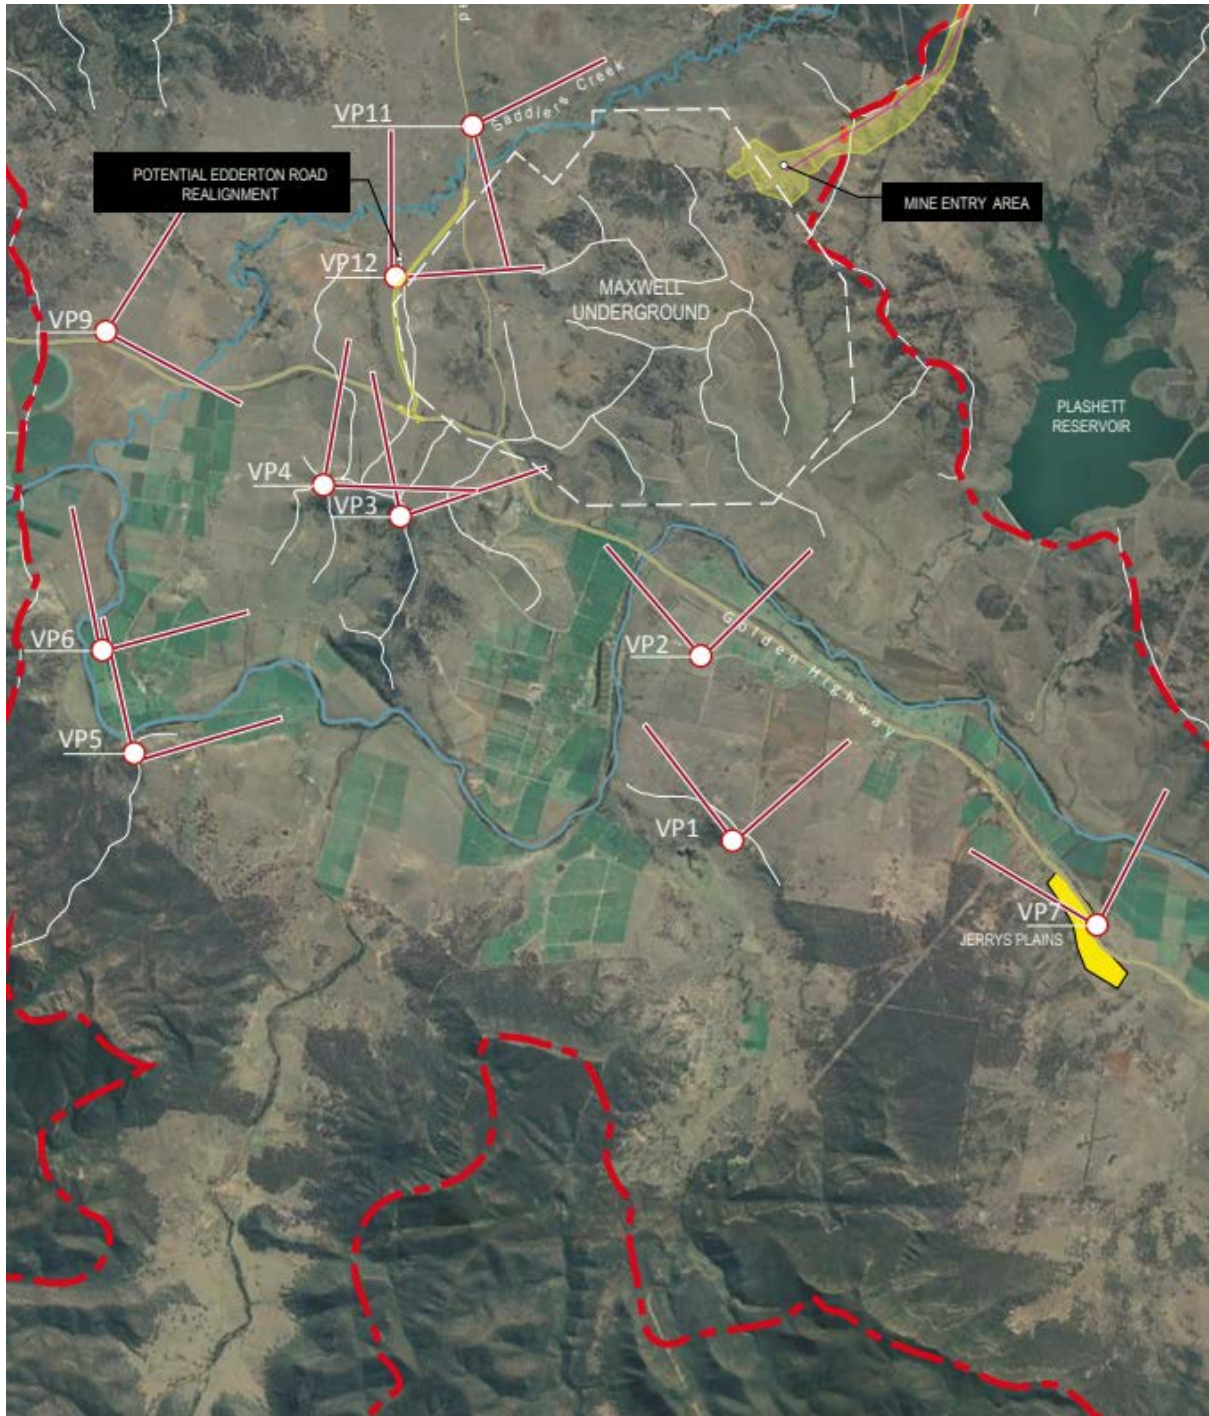 VP11
Saddlers Creek
POTENTIAL EDDERTON ROAD
REALIGNMENT
MINE ENTRY AREA
VP12
MAXWELL
UNDERGROUND
VP9
PLASHETT
RESERVOIR
VP4
VP3
Golden Highway
VP6
VP2
VP5
VP1
VP7
JERRYS PLAINS